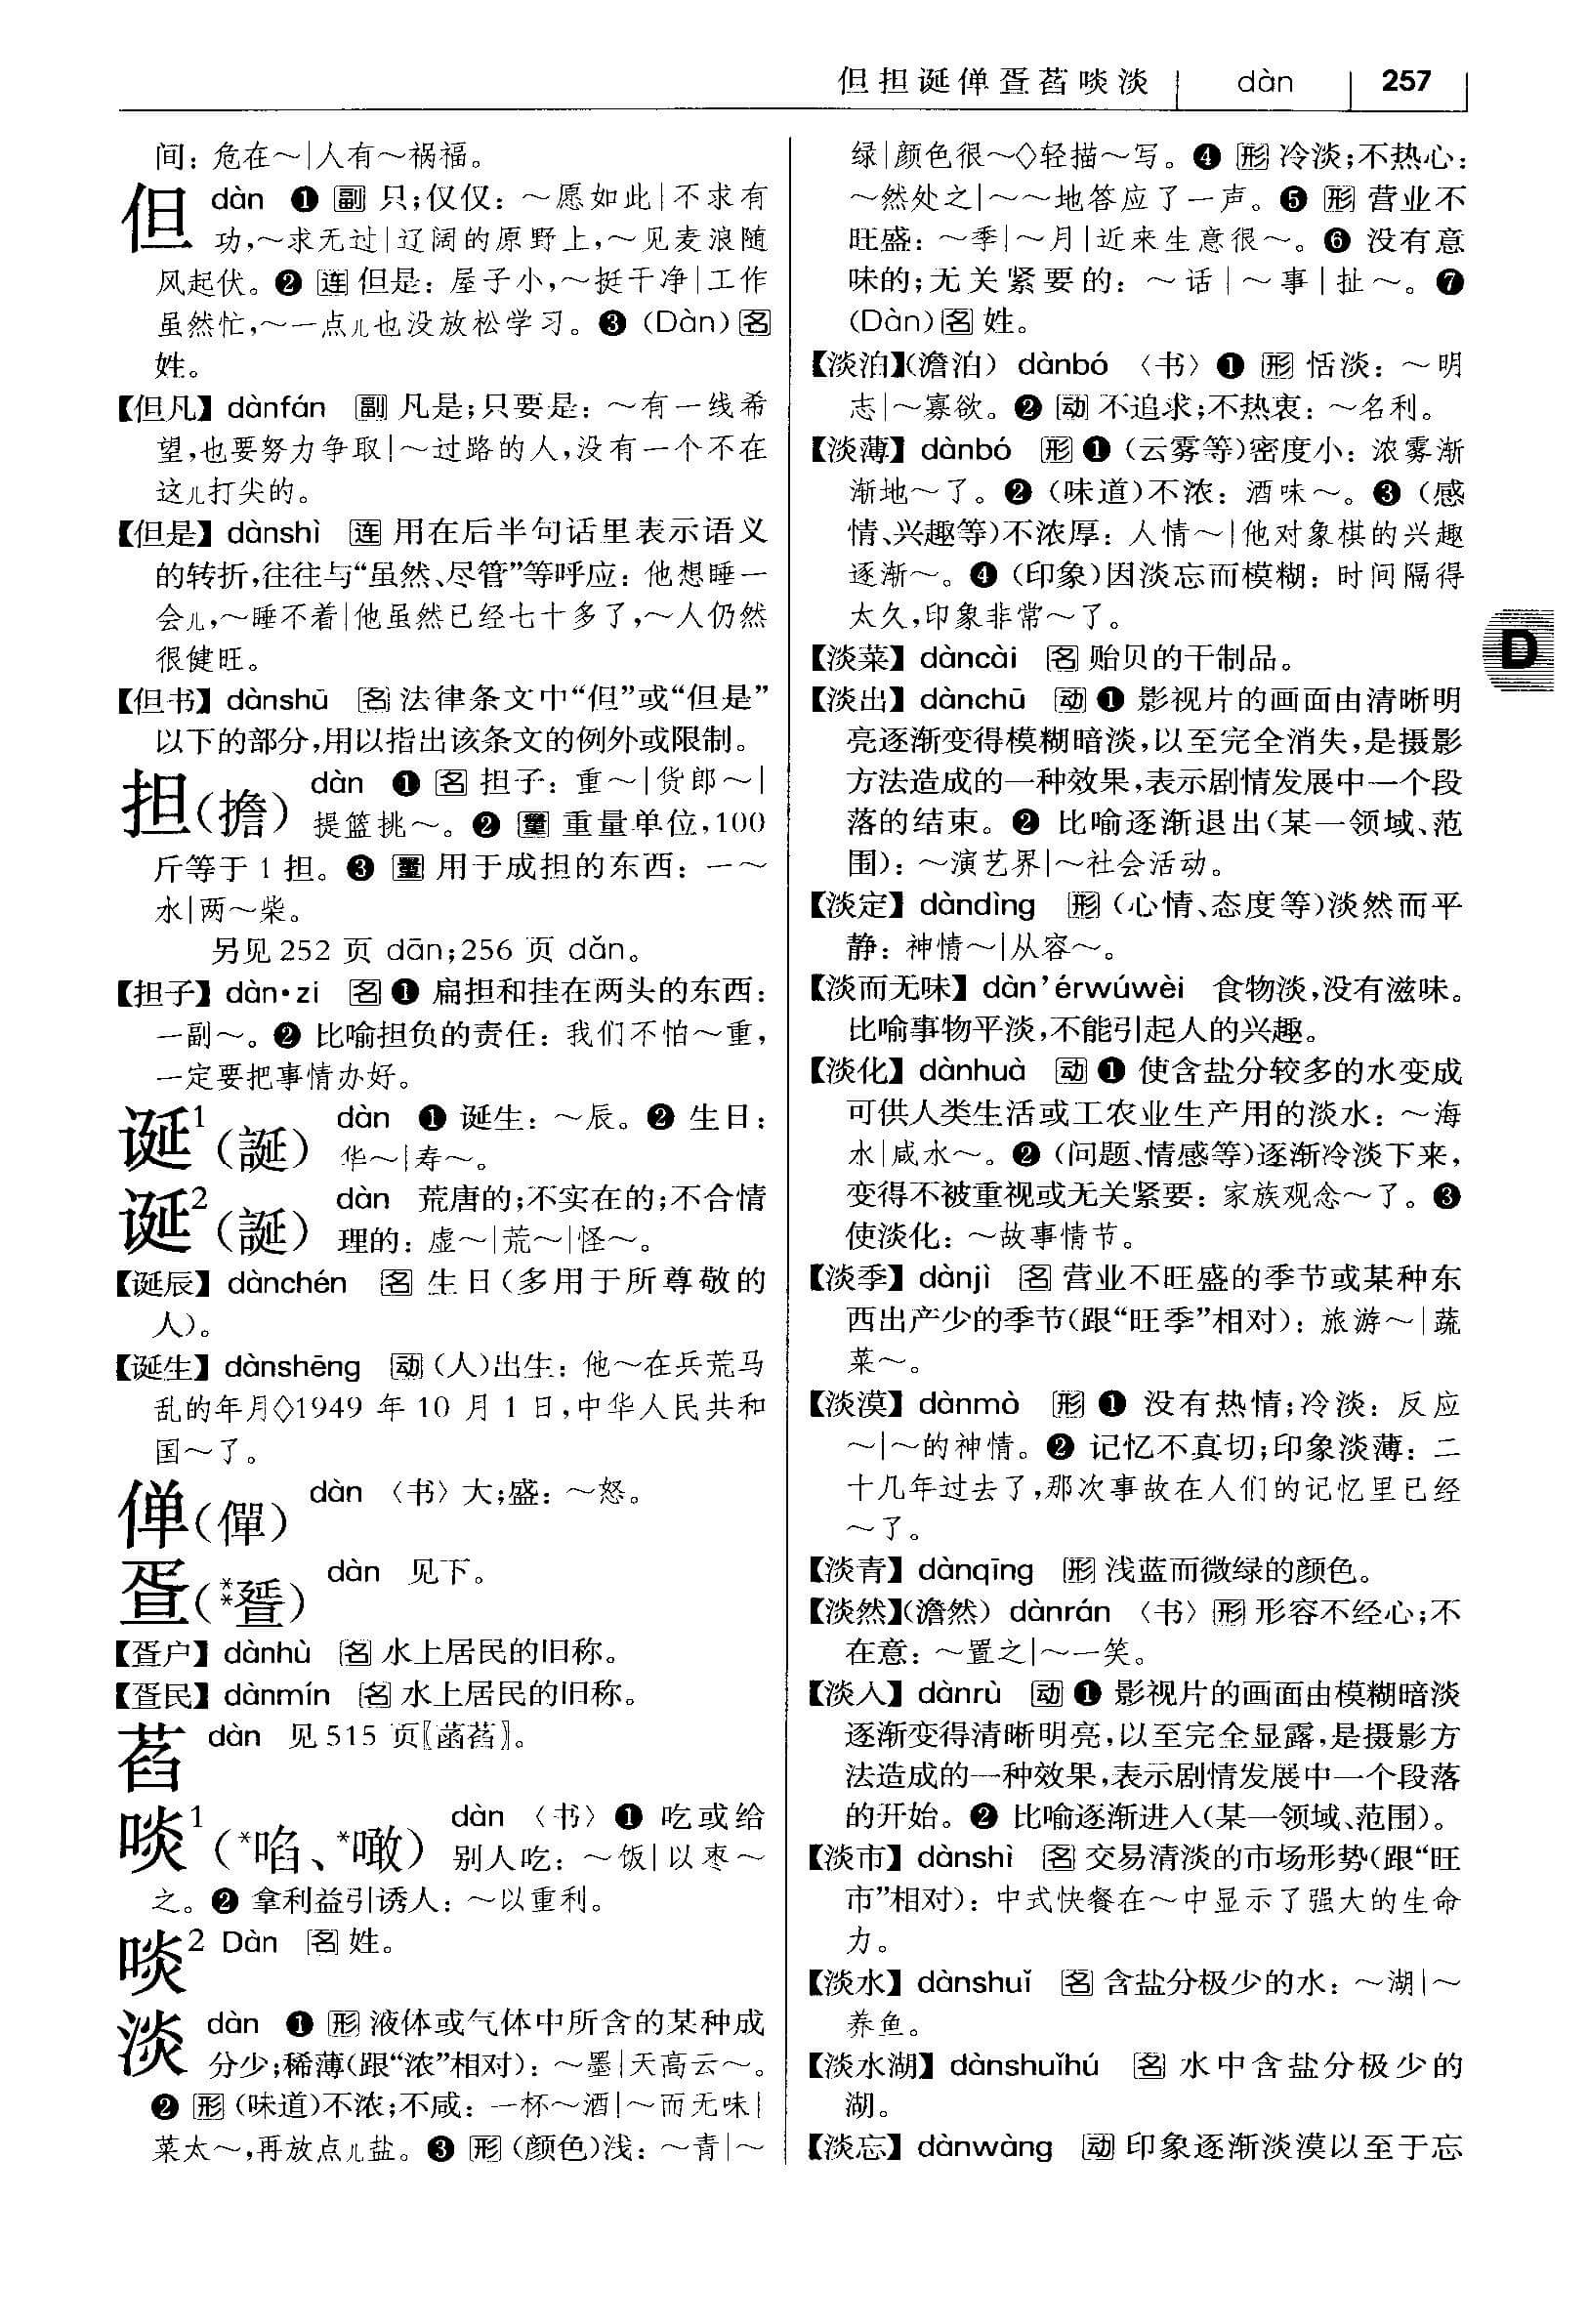 但担诞僤疍萏啖淡 dàn 257
间：危在～|人有～祸福。
但 dàn ❶ 副 只；仅仅：～愿如此|不求有
功，～求无过|辽阔的原野上，～见麦浪随
风起伏。❷ 连 但是：屋子小，～挺干净|工作
虽然忙，～一点儿也没放松学习。❸ (Dàn) 名
姓。
【但凡】dànfán 副 凡是；只要是：～有一线希
望，也要努力争取|～过路的人，没有一个不在
这儿打尖的。
【但是】dànshì 连 用在后半句话里表示语义
的转折，往往与“虽然、尽管”等呼应：他想睡一
会儿，～睡不着|他虽然已经七十多了，～人仍然
很健旺。
【但书】dànshū 名 法律条文中“但”或“但是”
以下的部分，用以指出该条文的例外或限制。
担（擔） dàn ❶ 名 担子：重～|货郎～|
提篮挑～。❷ 量 重量单位，100
斤等于 1 担。❸ 量 用于成担的东西：一～
水|两～柴。
另见 252 页 dān；256 页 dǎn。
【担子】dàn·zi 名 ❶ 扁担和挂在两头的东西：
一副～。❷ 比喻担负的责任：我们不怕～重，
一定要把事情办好。
诞1（誕） dàn ❶ 诞生：～辰。❷ 生日：
华～|寿～。
诞2（誕） dàn 荒唐的；不实在的；不合情
理的：虚～|荒～|怪～。
【诞辰】dànchén 名 生日（多用于所尊敬的
人）。
【诞生】dànshēng 动（人）出生：他～在兵荒马
乱的年月◇1949 年 10 月 1 日，中华人民共和
国～了。
僤（僤） dàn 〈书〉大；盛：～怒。
疍（**蜑） dàn 见下。
【疍户】dànhù 名 水上居民的旧称。
【疍民】dànmín 名 水上居民的旧称。
萏 dàn 见 515 页〖菡萏〗。
啖1（*啗、*噉） dàn 〈书〉❶ 吃或给
别人吃：～饭|以枣～
之。❷ 拿利益引诱人：～以重利。
啖2 Dàn 名 姓。
淡 dàn ❶ 形 液体或气体中所含的某种成
分少；稀薄（跟“浓”相对）：～墨|天高云～。
❷ 形（味道）不浓；不咸：一杯～酒|～而无味|
菜太～，再放点儿盐。❸ 形（颜色）浅：～青|～
绿|颜色很～◇轻描～写。❹ 形 冷淡；不热心：
～然处之|～～地答应了一声。❺ 形 营业不
旺盛：～季|～月|近来生意很～。❻ 没有意
味的；无关紧要的：～话|～事|扯～。❼
(Dàn) 名 姓。
【淡泊】（澹泊）dànbó 〈书〉❶ 形 恬淡：～明
志|～寡欲。❷ 动 不追求；不热衷：～名利。
【淡薄】dànbó 形 ❶（云雾等）密度小：浓雾渐
渐地～了。❷（味道）不浓：酒味～。❸（感
情、兴趣等）不浓厚：人情～|他对象棋的兴趣
逐渐～。❹（印象）因淡忘而模糊：时间隔得
太久，印象非常～了。
【淡菜】dàncài 名 贻贝的干制品。
【淡出】dànchū 动 ❶ 影视片的画面由清晰明
亮逐渐变得模糊暗淡，以至完全消失，是摄影
方法造成的一种效果，表示剧情发展中一个段
落的结束。❷ 比喻逐渐退出（某一领域、范
围）：～演艺界|～社会活动。
【淡定】dàndìng 形（心情、态度等）淡然而平
静：神情～|从容～。
【淡而无味】dàn’érwúwèi 食物淡，没有滋味。
比喻事物平淡，不能引起人的兴趣。
【淡化】dànhuà 动 ❶ 使含盐分较多的水变成
可供人类生活或工农业生产用的淡水：～海
水|咸水～。❷（问题、情感等）逐渐冷淡下来，
变得不被重视或无关紧要：家族观念～了。❸
使淡化：～故事情节。
【淡季】dànjì 名 营业不旺盛的季节或某种东
西出产少的季节（跟“旺季”相对）：旅游～|蔬
菜～。
【淡漠】dànmò 形 ❶ 没有热情；冷淡：反应
～|～的神情。❷ 记忆不真切；印象淡薄：二
十几年过去了，那次事故在人们的记忆里已经
～了。
【淡青】dànqīng 形 浅蓝而微绿的颜色。
【淡然】（澹然）dànrán 〈书〉形 形容不经心；不
在意：～置之|～一笑。
【淡入】dànrù 动 ❶ 影视片的画面由模糊暗淡
逐渐变得清晰明亮，以至完全显露，是摄影方
法造成的一种效果，表示剧情发展中一个段落
的开始。❷ 比喻逐渐进入（某一领域、范围）。
【淡市】dànshì 名 交易清淡的市场形势（跟“旺
市”相对）：中式快餐在～中显示了强大的生命
力。
【淡水】dànshuǐ 名 含盐分极少的水：～湖|～
养鱼。
【淡水湖】dànshuǐhú 名 水中含盐分极少的
湖。
【淡忘】dànwàng 动 印象逐渐淡漠以至于忘
D